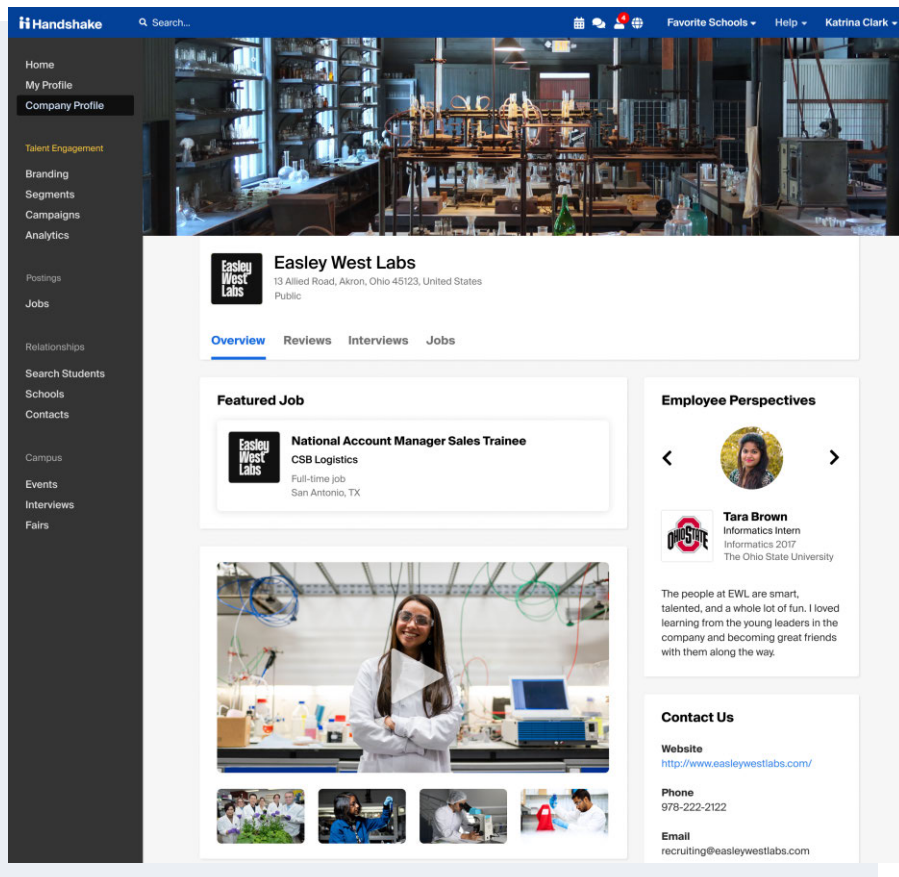 Handshake
Search...
4
Favorite Schools
Help
Katrina Clark
Home
My Profile
Company Profile
Talent Engagement
Branding
Segments
Campaigns
Analytics
Postings
Jobs
Relationships
Search Students
Schools
Contacts
Campus
Events
Interviews
Fairs
Easley
West
Labs
Easley West Labs
13 Allied Road, Akron, Ohio 45123, United States
Public
Overview
Reviews
Interviews
Jobs
Featured Job
Easley
West
Labs
National Account Manager Sales Trainee
CSB Logistics
Full-time job
San Antonio, TX
Employee Perspectives
OHIO STATE
Tara Brown
Informatics Intern
Informatics 2017
The Ohio State University
The people at EWL are smart,
talented, and a whole lot of fun. I loved
learning from the young leaders in the
company and becoming great friends
with them along the way.
Contact Us
Website
http://www.easleywestlabs.com/
Phone
978-222-2122
Email
recruiting@easleywestlabs.com